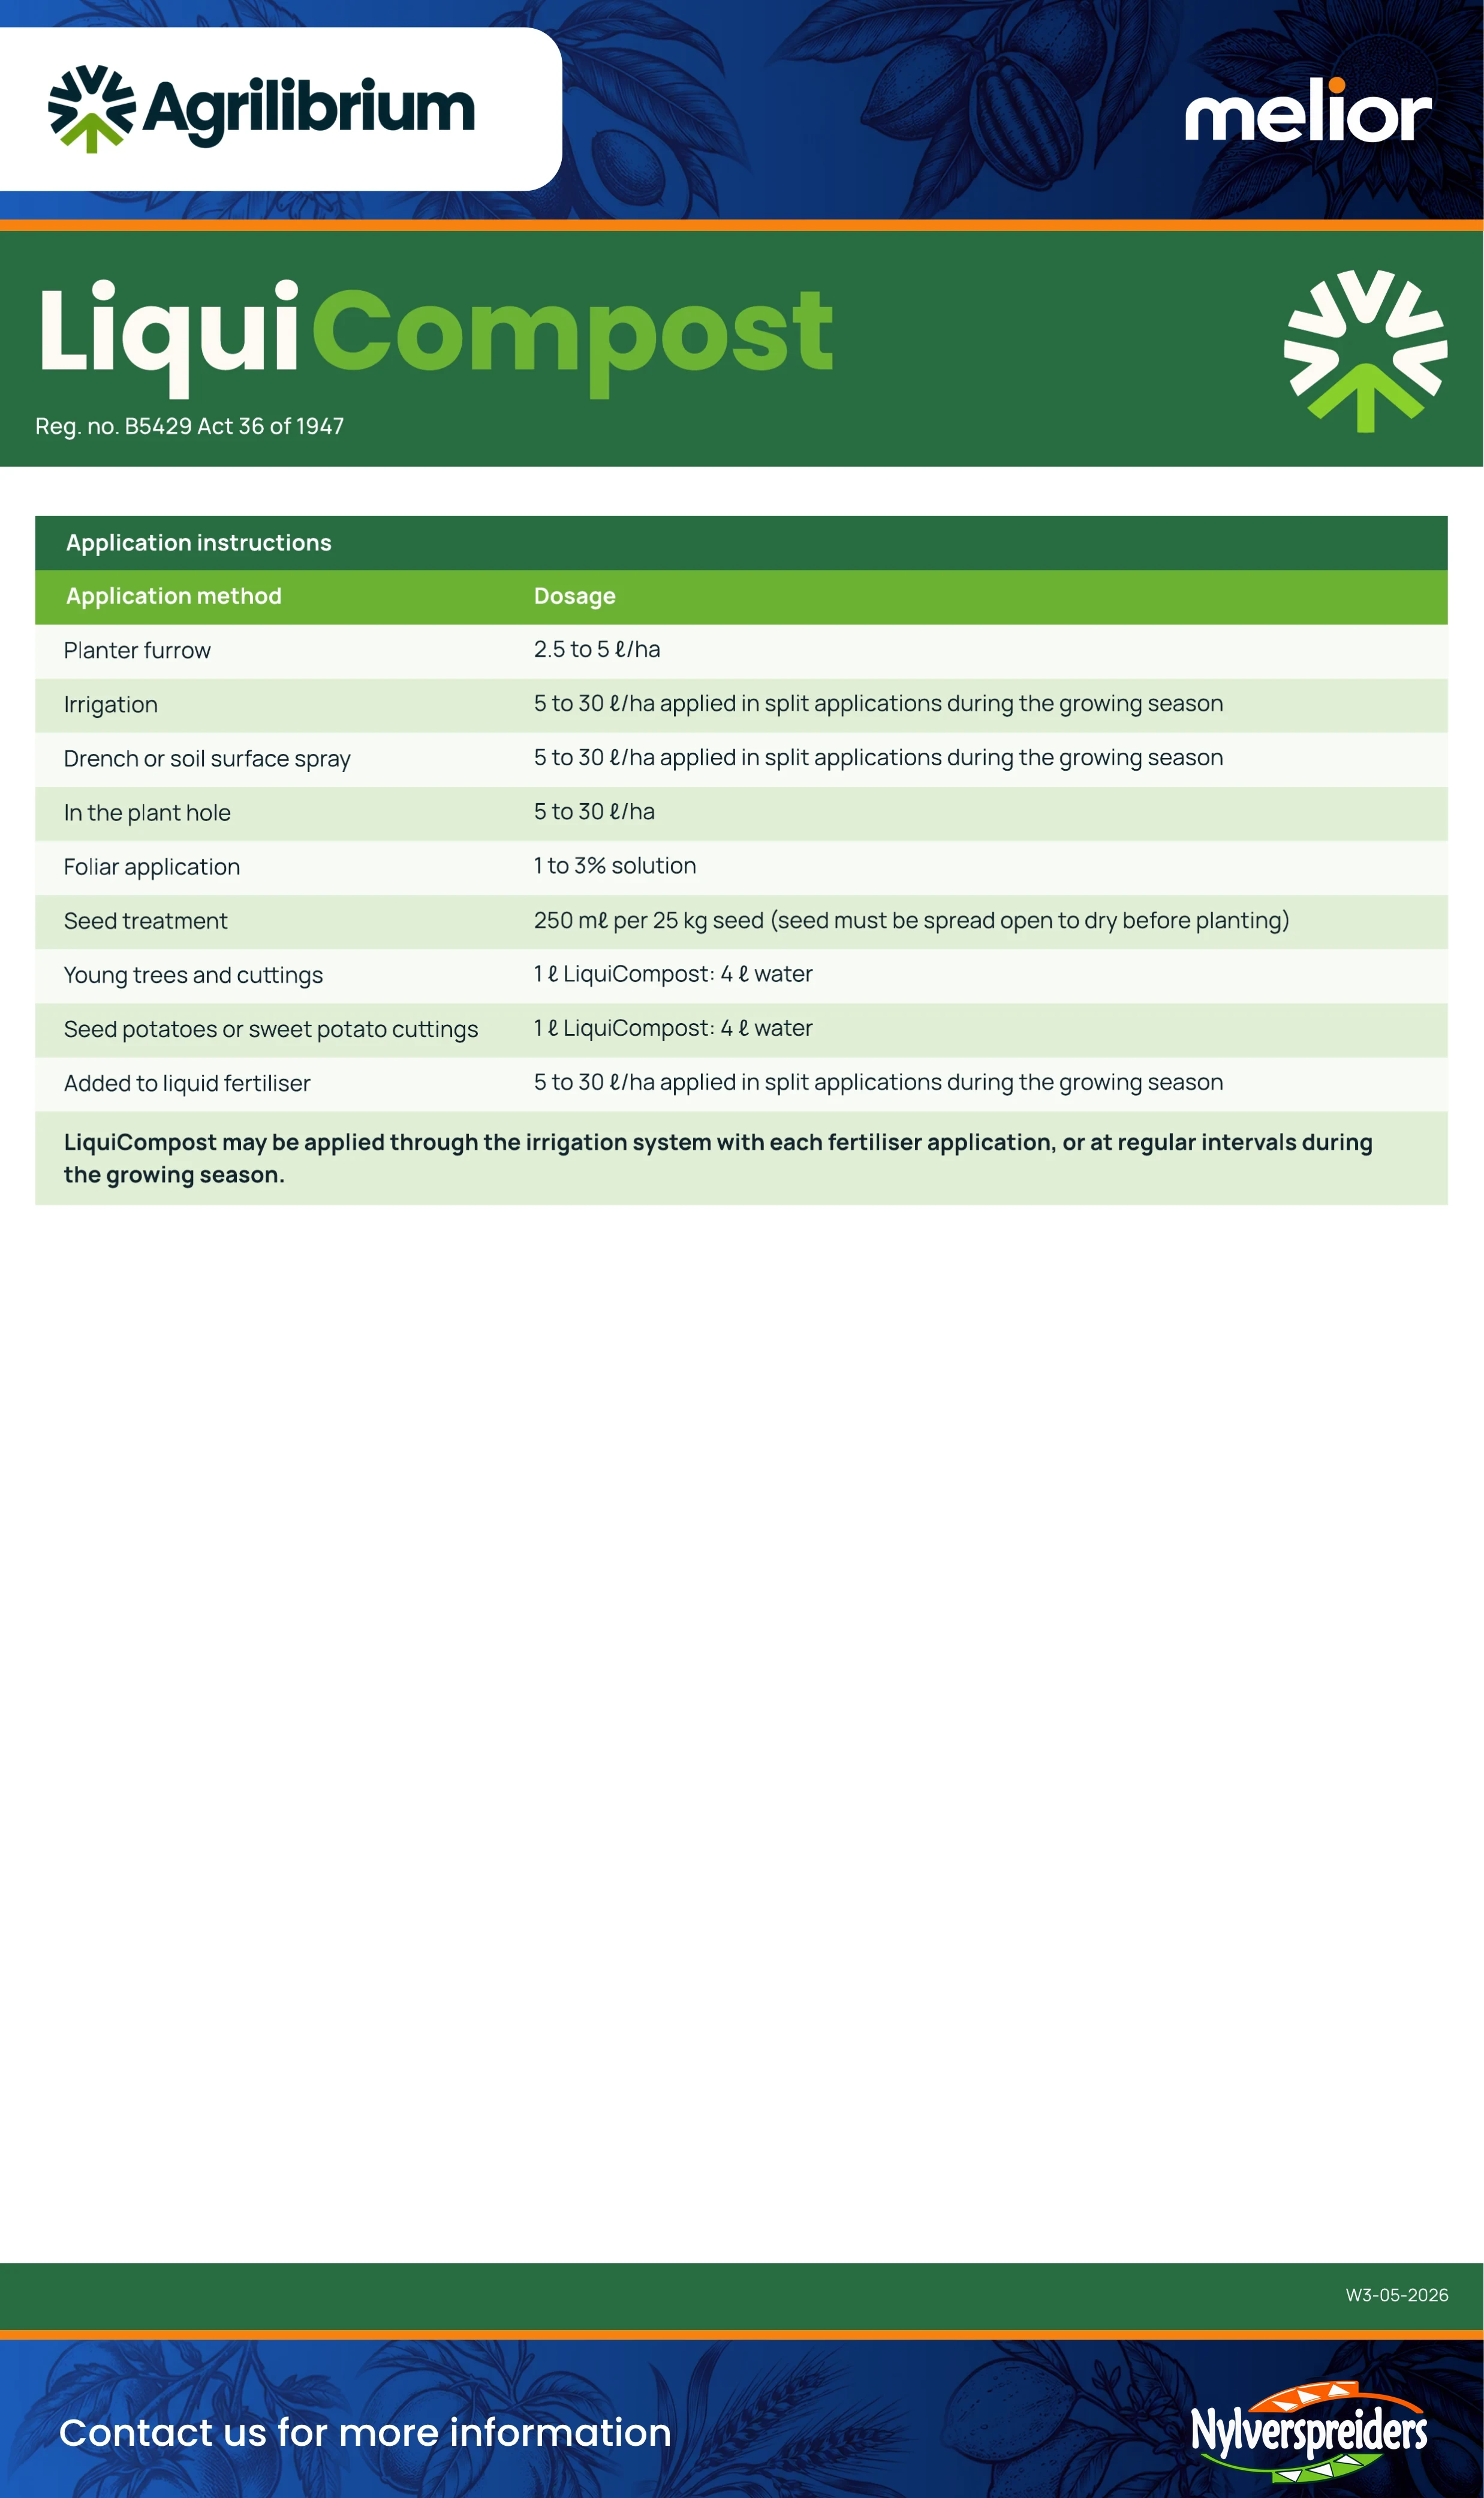 Agrilibrium
melior
LiquiCompost
Reg. no. B5429 Act 36 of 1947
Application instructions
Application method Dosage
Planter furrow 2.5 to 5 ℓ/ha
Irrigation 5 to 30 ℓ/ha applied in split applications during the growing season
Drench or soil surface spray 5 to 30 ℓ/ha applied in split applications during the growing season
In the plant hole 5 to 30 ℓ/ha
Foliar application 1 to 3% solution
Seed treatment 250 mℓ per 25 kg seed (seed must be spread open to dry before planting)
Young trees and cuttings 1 ℓ LiquiCompost: 4 ℓ water
Seed potatoes or sweet potato cuttings 1 ℓ LiquiCompost: 4 ℓ water
Added to liquid fertiliser 5 to 30 ℓ/ha applied in split applications during the growing season
LiquiCompost may be applied through the irrigation system with each fertiliser application, or at regular intervals during
the growing season.
W3-05-2026
Contact us for more information
Nylverspreiders